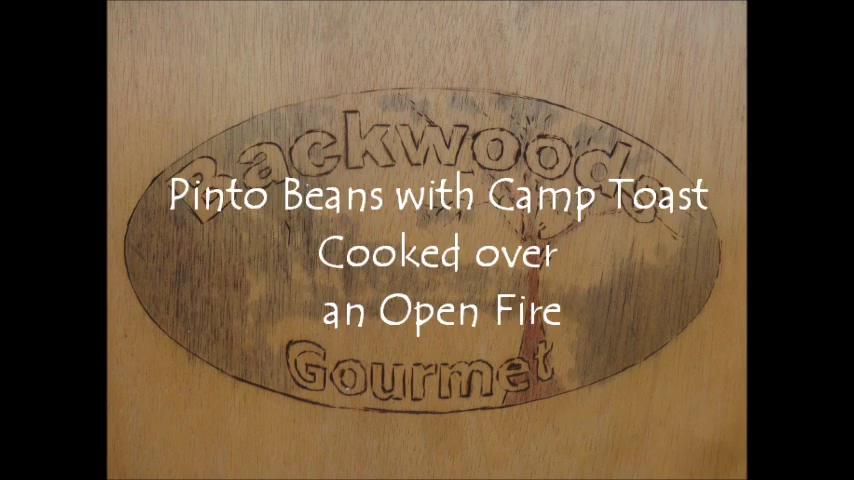 Backwoods
Pinto Beans with Camp Toast
Cooked over
an Open Fire
Gourmet